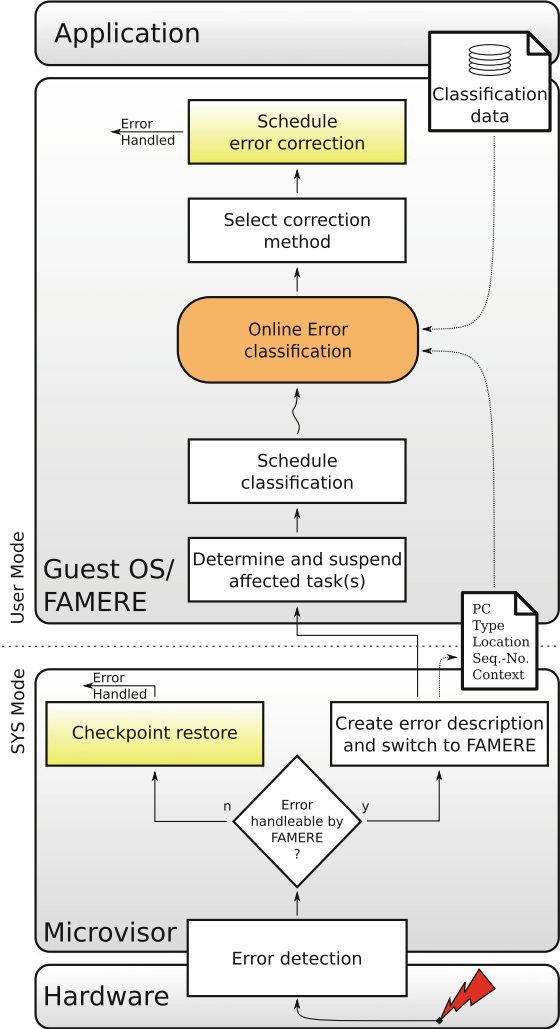 Application
Classification
data
Schedule
error correction
Error
Handled
Select correction
method
Online Error
classification
Schedule
classification
Determine and suspend
affected task(s)
User Mode
Guest OS/
FAMERE
PC
Type
Location
Seq.-No.
Context
SYS Mode
Error
Handled
Checkpoint restore
Create error description
and switch to FAMERE
n
y
Error
handleable by
FAMERE
?
Microvisor
Error detection
Hardware